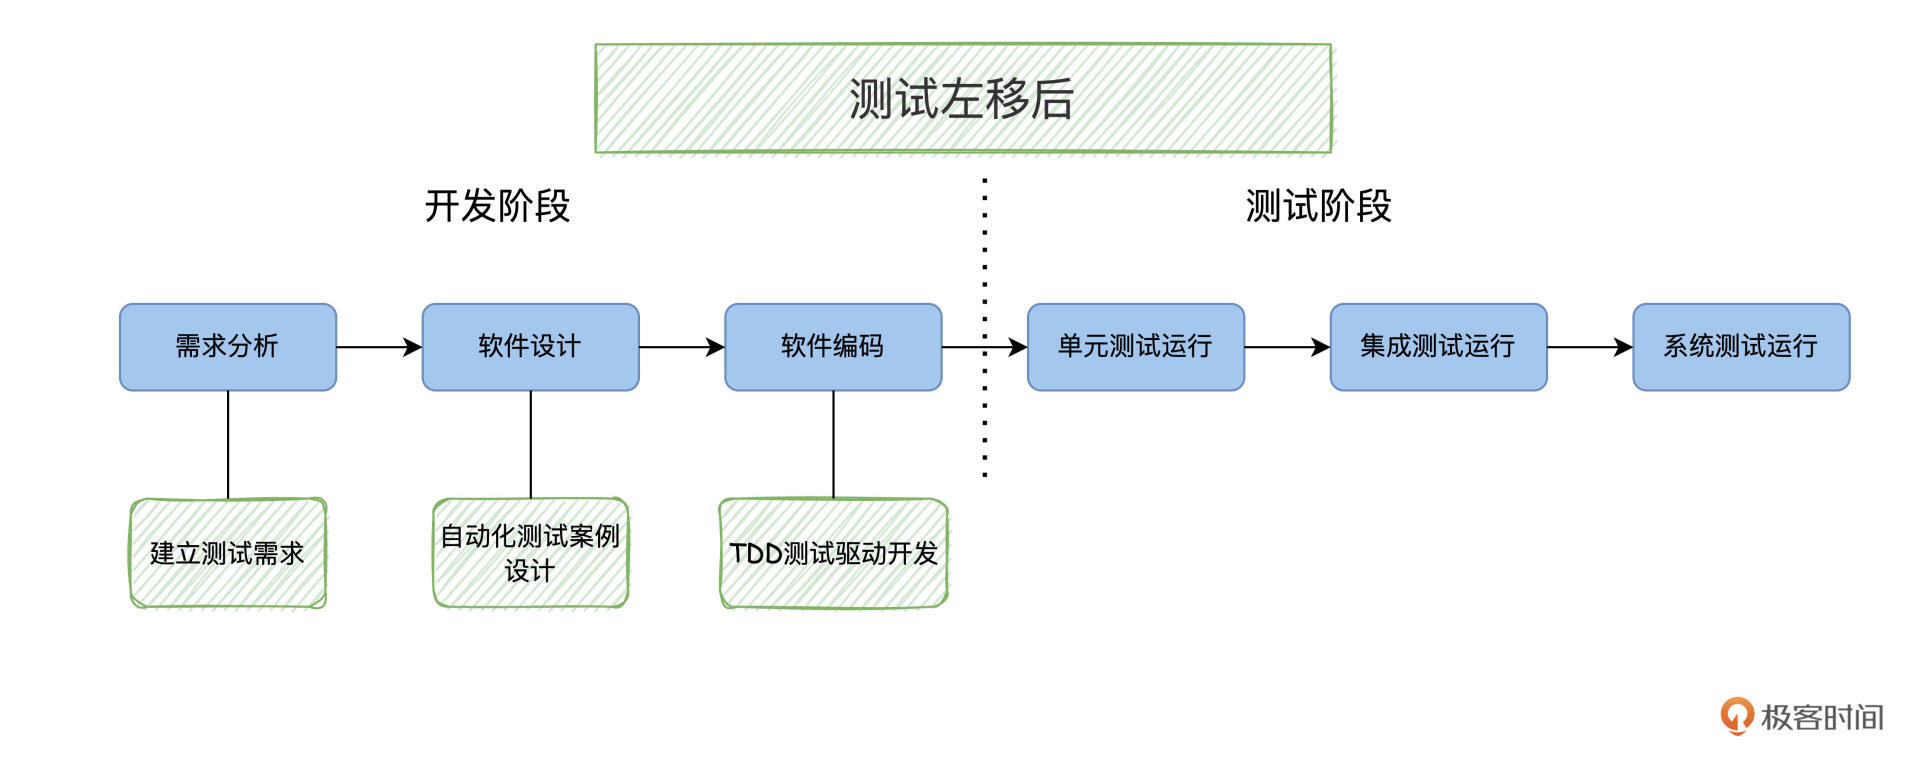 测试左移后
开发阶段
测试阶段
需求分析
软件设计
软件编码
单元测试运行
集成测试运行
系统测试运行
建立测试需求
自动化测试案例
设计
TDD测试驱动开发
极客时间